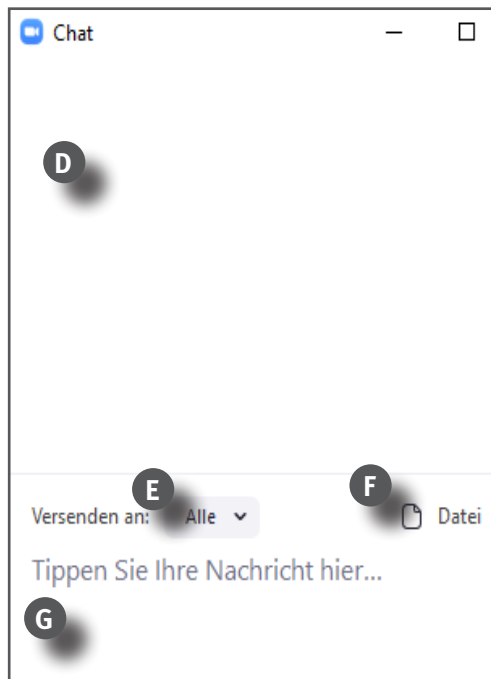 Chat
D
E
F
Versenden an: Alle
Datei
Tippen Sie Ihre Nachricht hier...
G